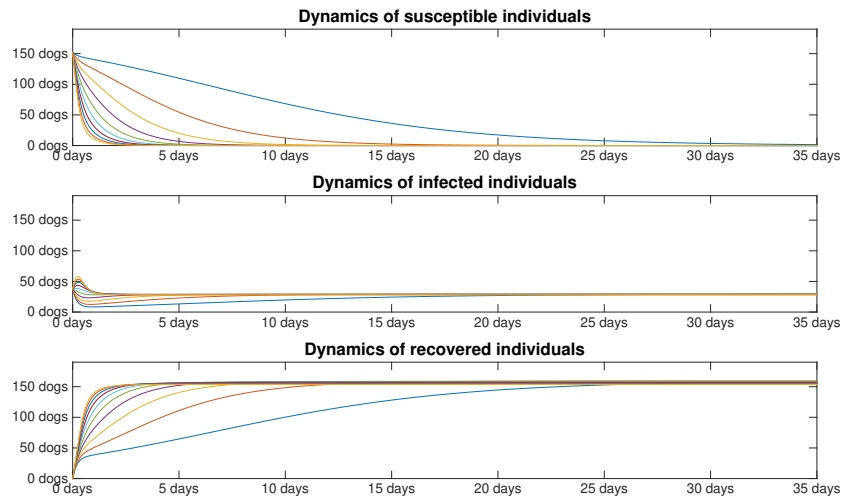 Dynamics of susceptible individuals
150 dogs
100 dogs
50 dogs
0 dogs
0 days 5 days 10 days 15 days 20 days 25 days 30 days 35 days
Dynamics of infected individuals
150 dogs
100 dogs
50 dogs
0 dogs
0 days 5 days 10 days 15 days 20 days 25 days 30 days 35 days
Dynamics of recovered individuals
150 dogs
100 dogs
50 dogs
0 dogs
0 days 5 days 10 days 15 days 20 days 25 days 30 days 35 days